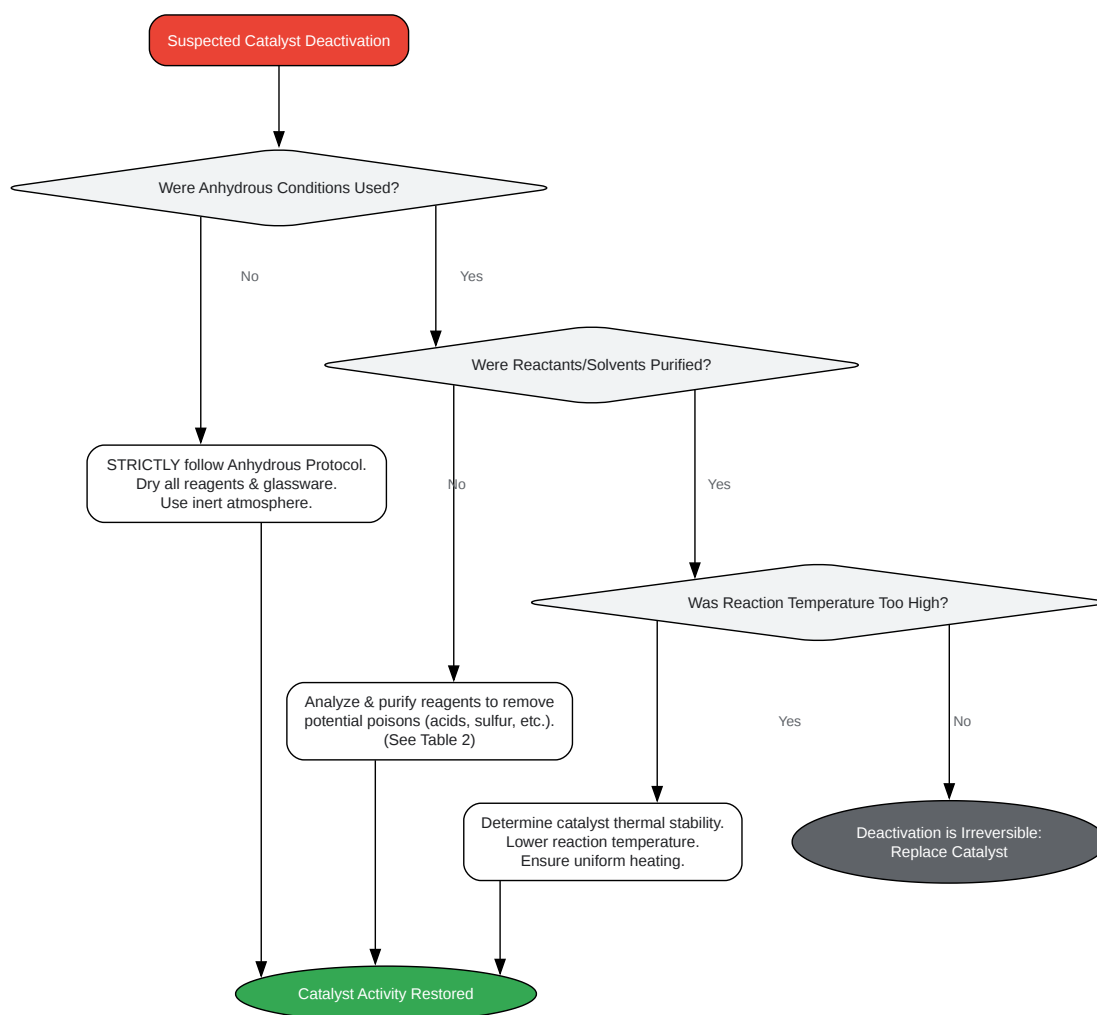 Suspected Catalyst Deactivation
Were Anhydrous Conditions Used?
No
Yes
Were Reactants/Solvents Purified?
STRICTLY follow Anhydrous Protocol.
Dry all reagents & glassware.
Use inert atmosphere.
No
Yes
Was Reaction Temperature Too High?
Analyze & purify reagents to remove
potential poisons (acids, sulfur, etc.).
(See Table 2)
Yes
No
Determine catalyst thermal stability.
Lower reaction temperature.
Ensure uniform heating.
Deactivation is Irreversible:
Replace Catalyst
Catalyst Activity Restored